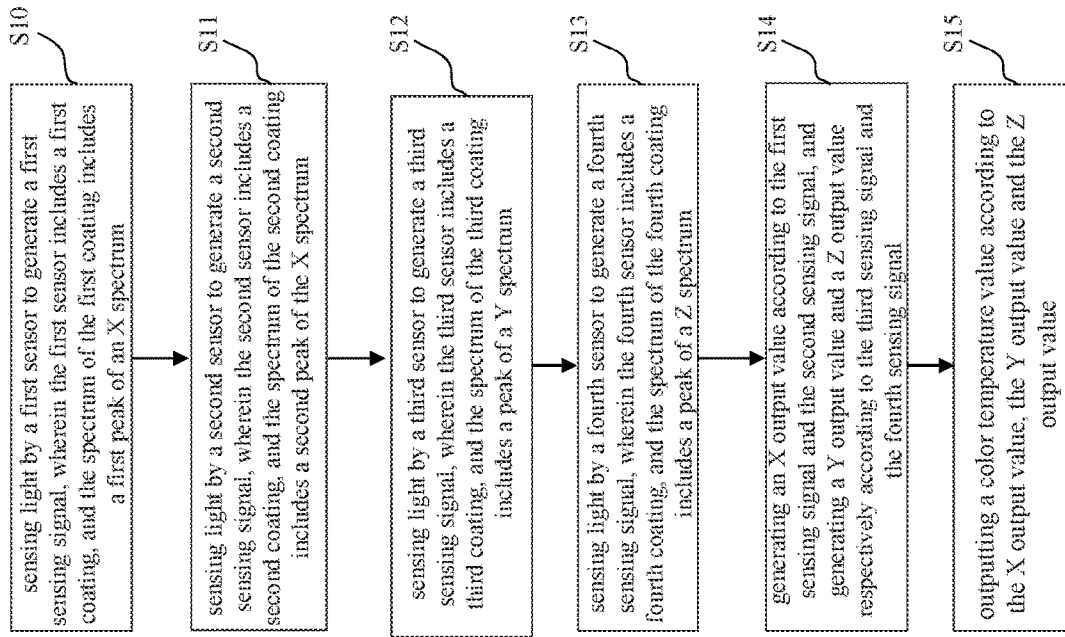 S10
sensing light by a first sensor to generate a first
sensing signal, wherein the first sensor includes a first
coating, and the spectrum of the first coating includes
a first peak of an X spectrum
S11
sensing light by a second sensor to generate a second
sensing signal, wherein the second sensor includes a
second coating, and the spectrum of the second coating
includes a second peak of the X spectrum
S12
sensing light by a third sensor to generate a third
sensing signal, wherein the third sensor includes a
third coating, and the spectrum of the third coating
includes a peak of a Y spectrum
S13
sensing light by a fourth sensor to generate a fourth
sensing signal, wherein the fourth sensor includes a
fourth coating, and the spectrum of the fourth coating
includes a peak of a Z spectrum
S14
generating an X output value according to the first
sensing signal and the second sensing signal, and
generating a Y output value and a Z output value
respectively according to the third sensing signal and
the fourth sensing signal
S15
outputting a color temperature value according to
the X output value, the Y output value and the Z
output value